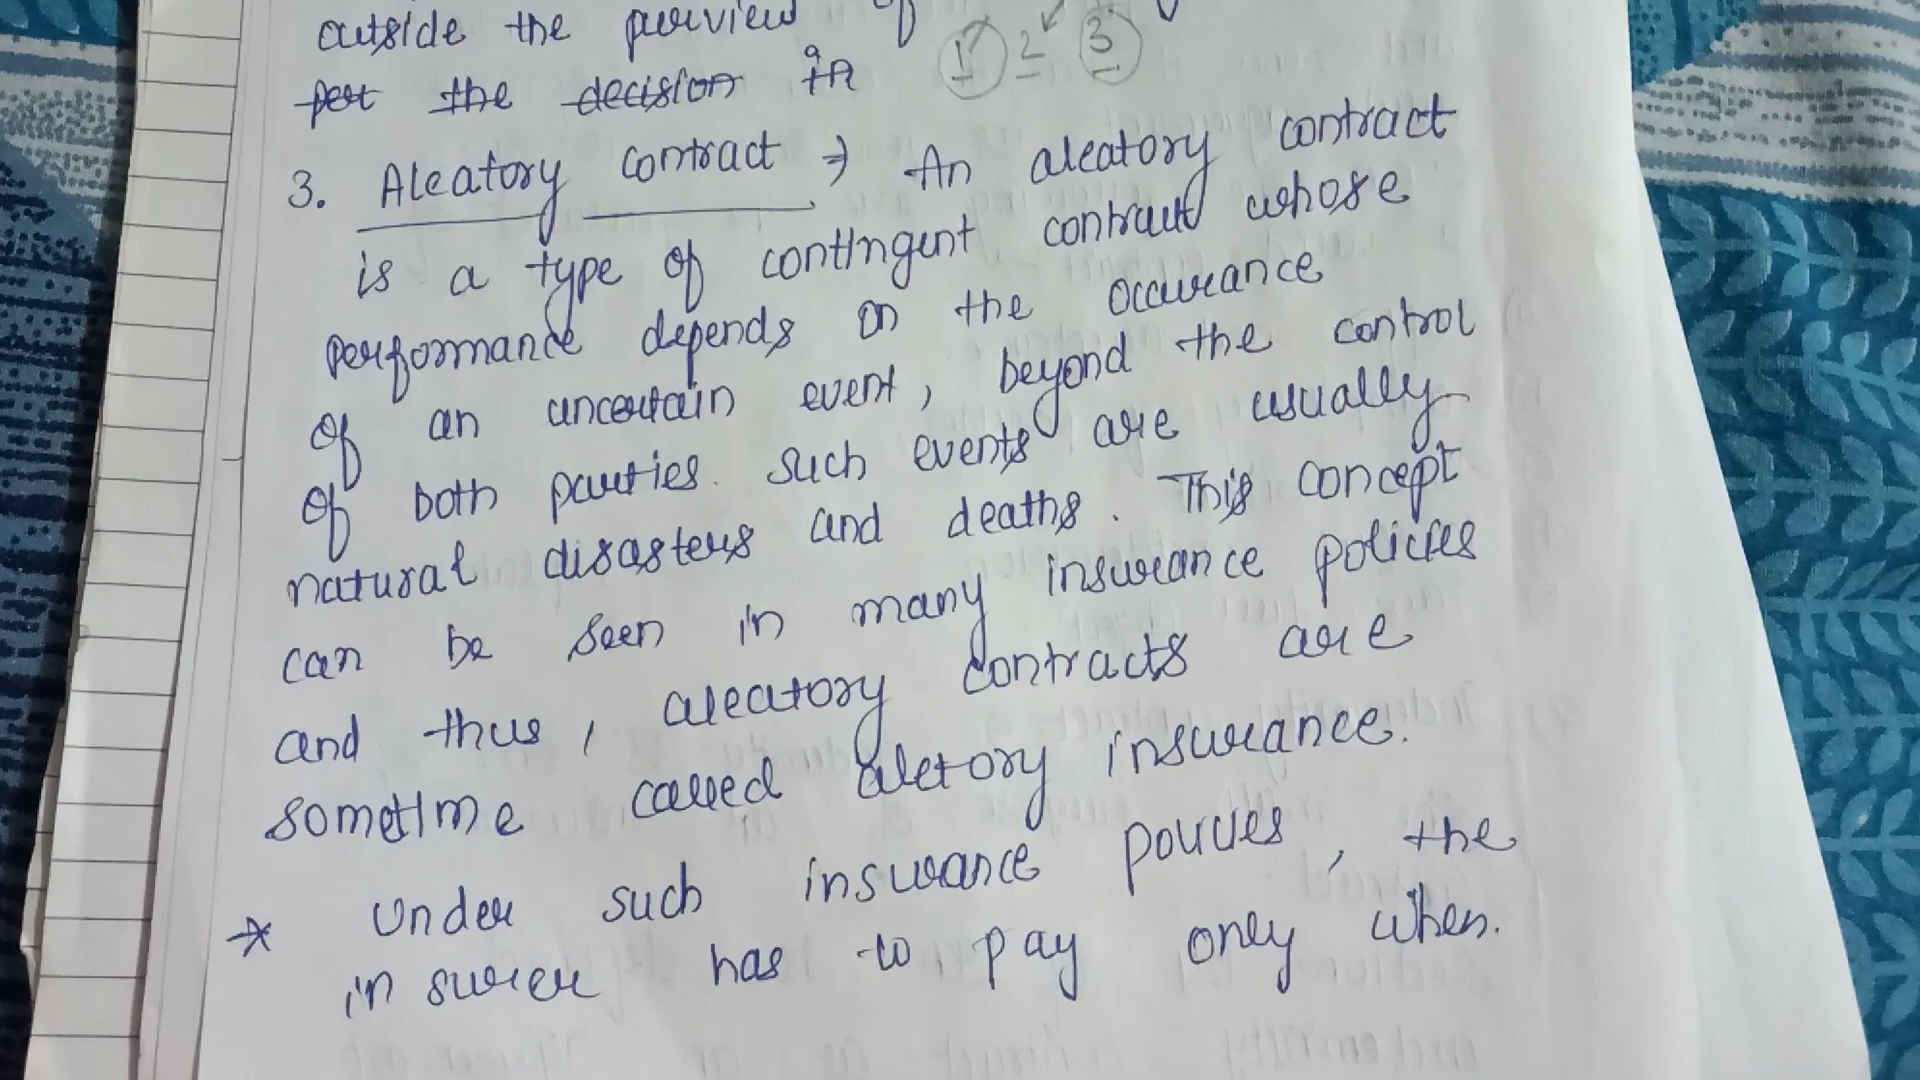 outside the purview of
① 2 ③
per the decision in
3. Aleatory contract → An aleatory contract
is a type of contingent contract whose
performance depends on the occurance
of an uncertain event, beyond the control
of both parties. Such events are usually
natural disasters and deaths. This concept
can be seen in many insurance policies
and thus, aleatory contracts are
sometime called aletory insurance.
* Under such insurance policies, the
insurer has to pay only when.